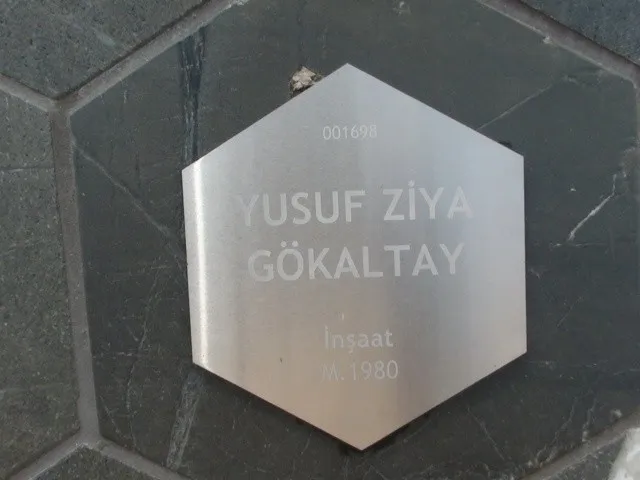 001698
YUSUF ZİYA
GÖKALTAY
İnşaat
M.1980